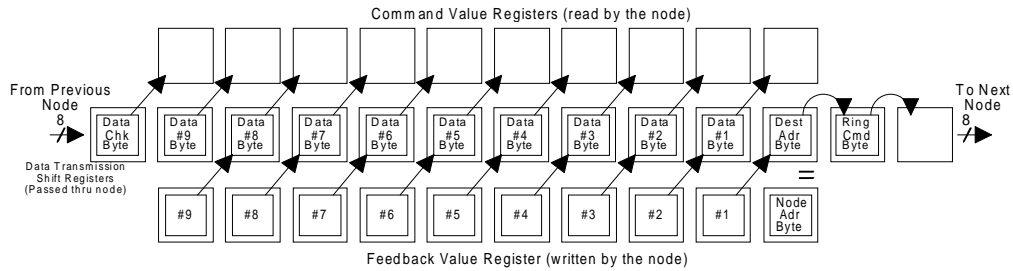 Command Value Registers (read by the node)
From Previous
Node
8
To Next
Node
8
Data
Chk
Byte
Data
#9
Byte
Data
#8
Byte
Data
#7
Byte
Data
#6
Byte
Data
#5
Byte
Data
#4
Byte
Data
#3
Byte
Data
#2
Byte
Data
#1
Byte
Dest
Adr
Byte
Ring
Cmd
Byte
Data Transmission
Shift Registers
(Passed thru node)
=
#9
#8
#7
#6
#5
#4
#3
#2
#1
Node
Adr
Byte
Feedback Value Register (written by the node)